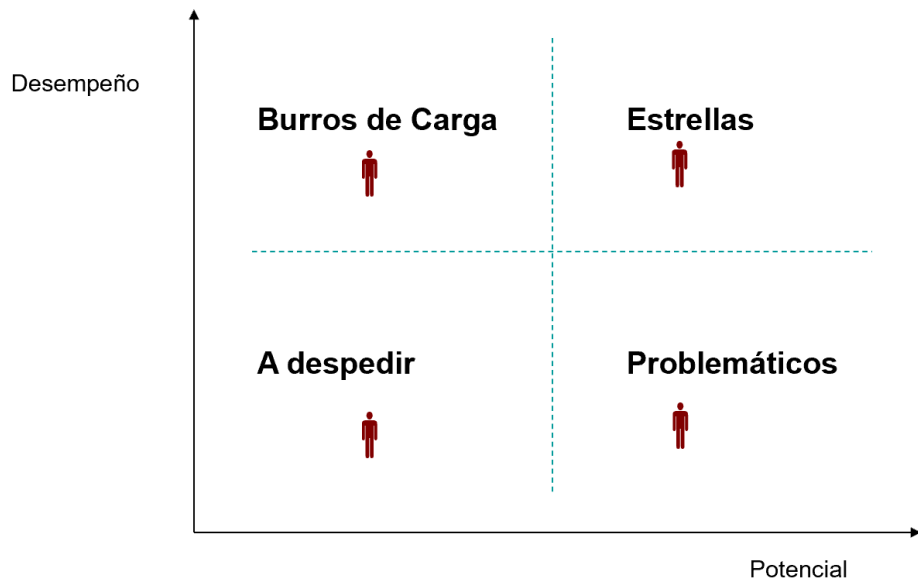 Desempeño
Burros de Carga
Estrellas
A despedir
Problemáticos
Potencial